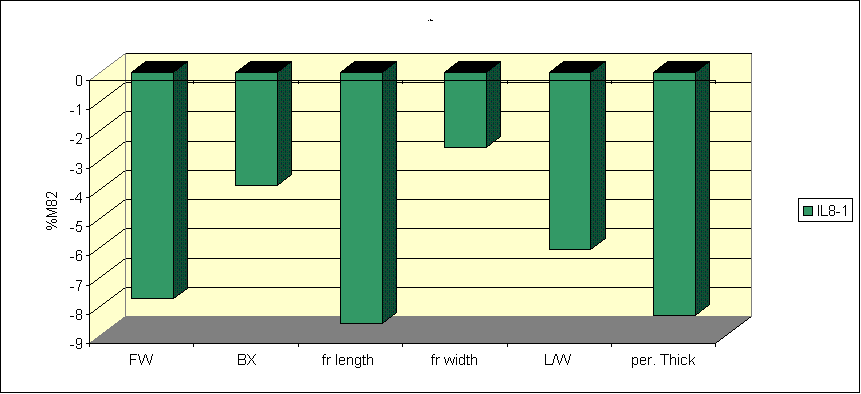 0
-1
-2
-3
-4
-5
-6
-7
-8
-9
%M82
FW
BX
fr length
fr width
L/W
per. Thick
IL8-1